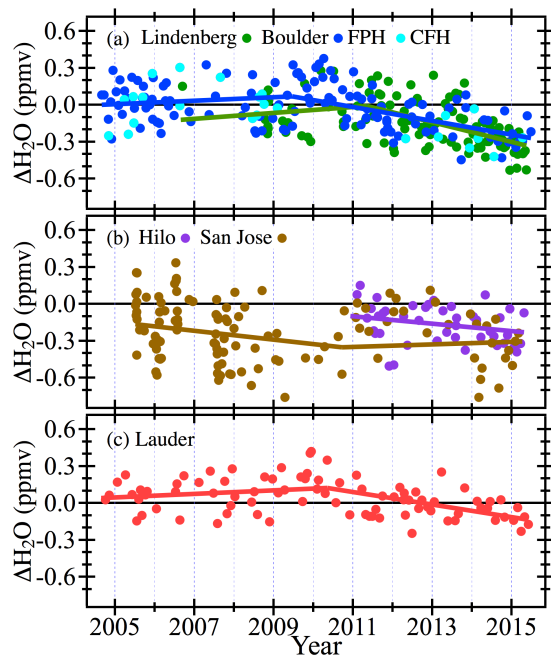 (a) Lindenberg Boulder FPH CFH
ΔH₂O (ppmv)
0.6
0.3
0.0
-0.3
-0.6
(b) Hilo San Jose
ΔH₂O (ppmv)
0.6
0.3
0.0
-0.3
-0.6
(c) Lauder
ΔH₂O (ppmv)
0.6
0.3
0.0
-0.3
-0.6
2005 2007 2009 2011 2013 2015
Year